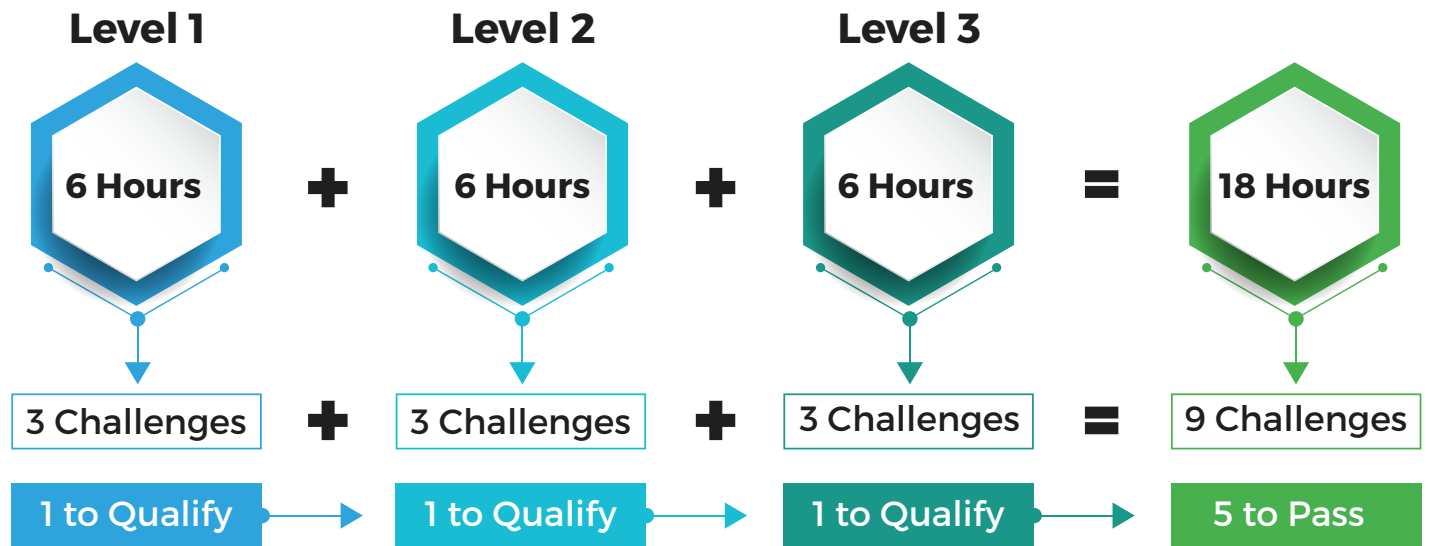 Level 1
Level 2
Level 3
6 Hours + 6 Hours + 6 Hours = 18 Hours
3 Challenges + 3 Challenges + 3 Challenges = 9 Challenges
1 to Qualify
1 to Qualify
1 to Qualify
5 to Pass